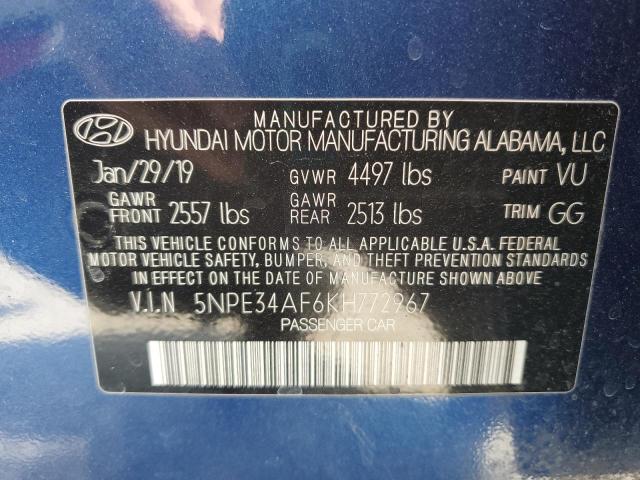 MANUFACTURED BY
HYUNDAI MOTOR MANUFACTURING ALABAMA, LLC
Jan/29/19 GVWR 4497 lbs PAINT VU
GAWR FRONT 2557 lbs GAWR REAR 2513 lbs TRIM GG
THIS VEHICLE CONFORMS TO ALL APPLICABLE U.S.A. FEDERAL
MOTOR VEHICLE SAFETY, BUMPER, AND THEFT PREVENTION STANDARDS
IN EFFECT ON THE DATE OF MANUFACTURE SHOWN ABOVE.
V.I.N 5NPE34AF6KH772967
PASSENGER CAR